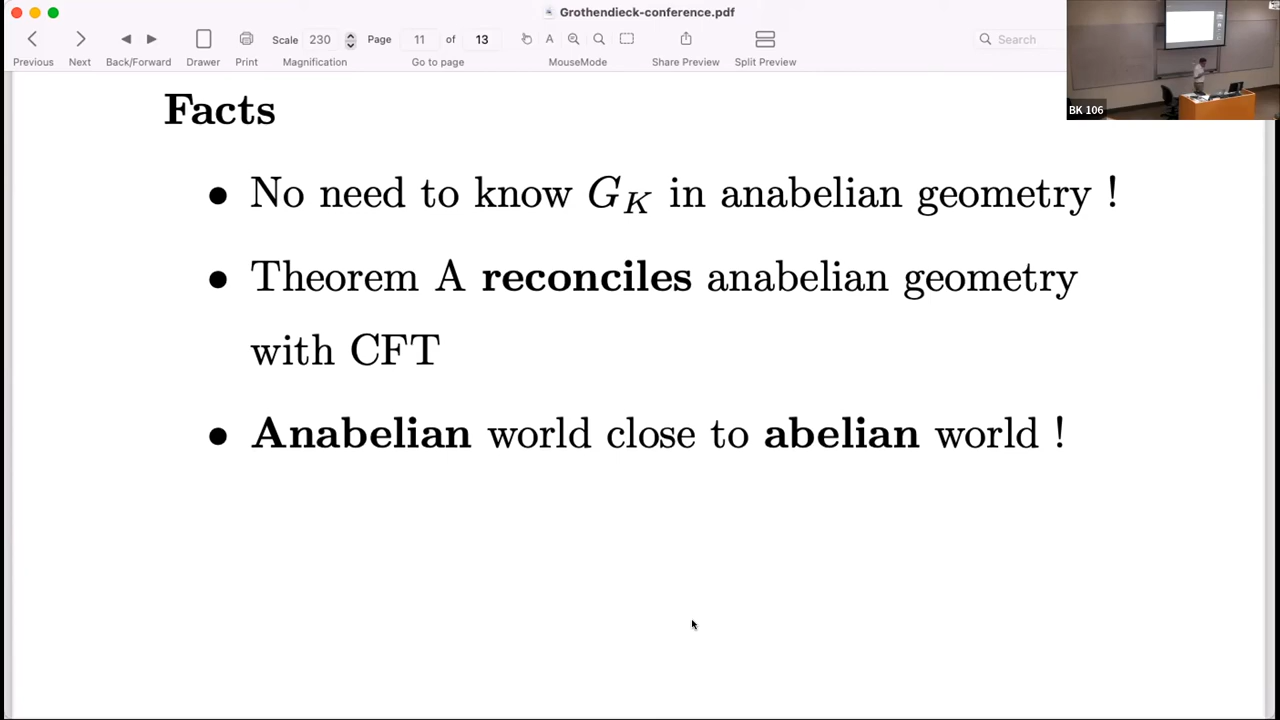 Grothendieck-conference.pdf
Previous Next Back/Forward Drawer Print Scale 230 Magnification Page 11 of 13 Go to page MouseMode Share Preview Split Preview Search
A
BK 106
Facts
• No need to know G_K in anabelian geometry !
• Theorem A reconciles anabelian geometry
with CFT
• Anabelian world close to abelian world !